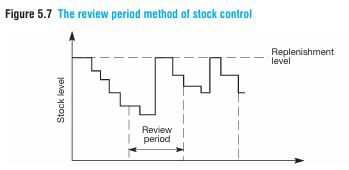 Figure 5.7 The review period method of stock control
Replenishment
level
Stock level
Review
period